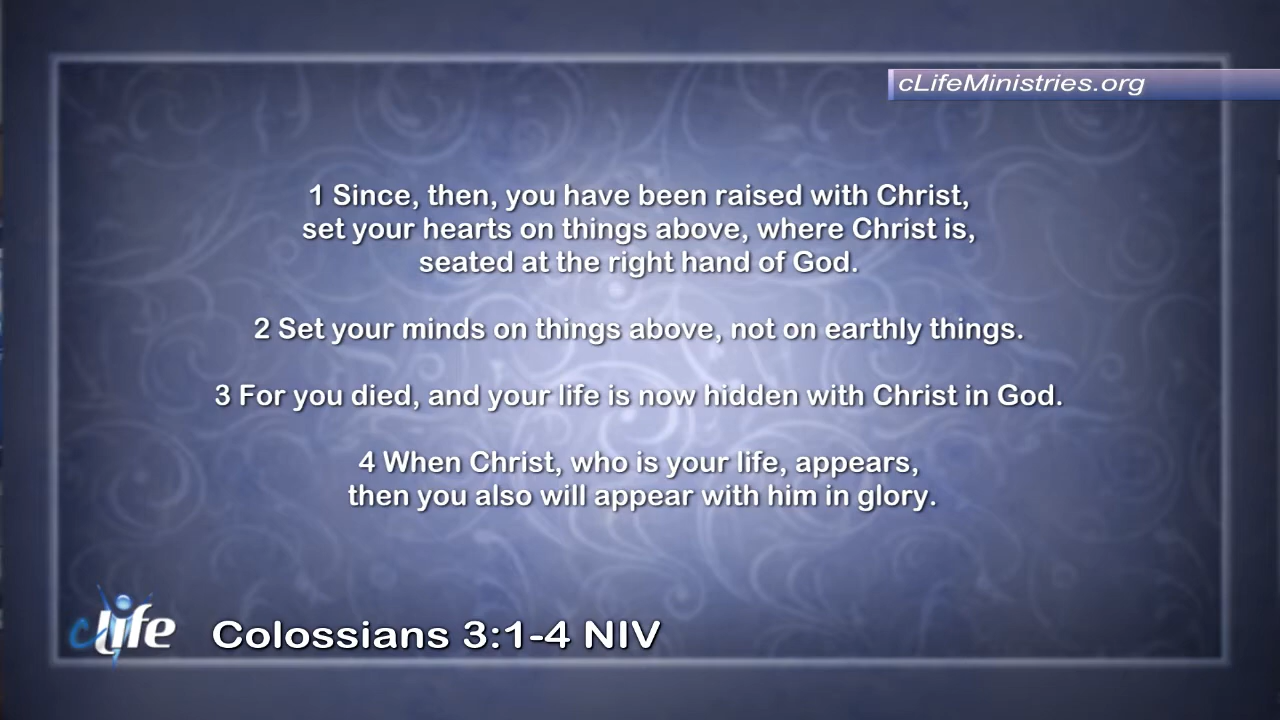 cLifeMinistries.org
1 Since, then, you have been raised with Christ,
set your hearts on things above, where Christ is,
seated at the right hand of God.
2 Set your minds on things above, not on earthly things.
3 For you died, and your life is now hidden with Christ in God.
4 When Christ, who is your life, appears,
then you also will appear with him in glory.
cLife
Colossians 3:1-4 NIV